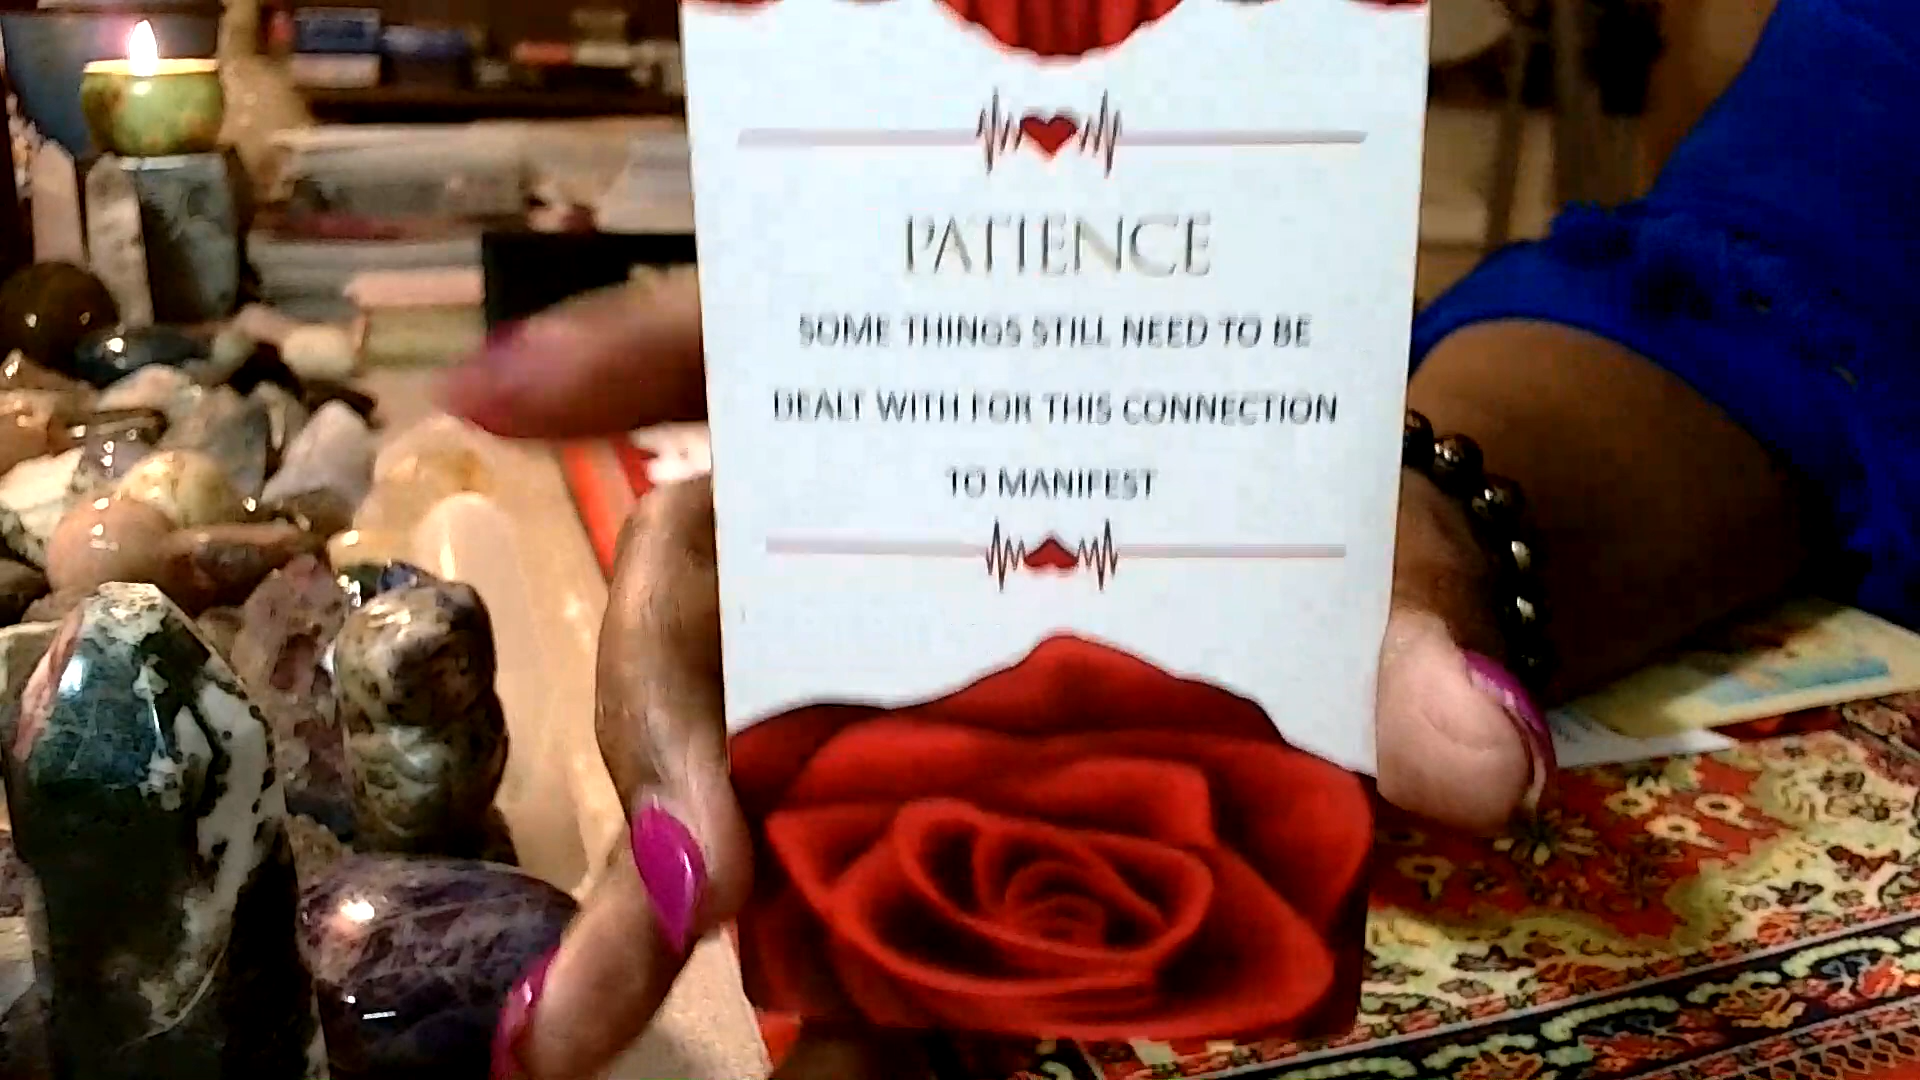 PATIENCE
SOME THINGS STILL NEED TO BE
DEALT WITH FOR THIS CONNECTION
TO MANIFEST